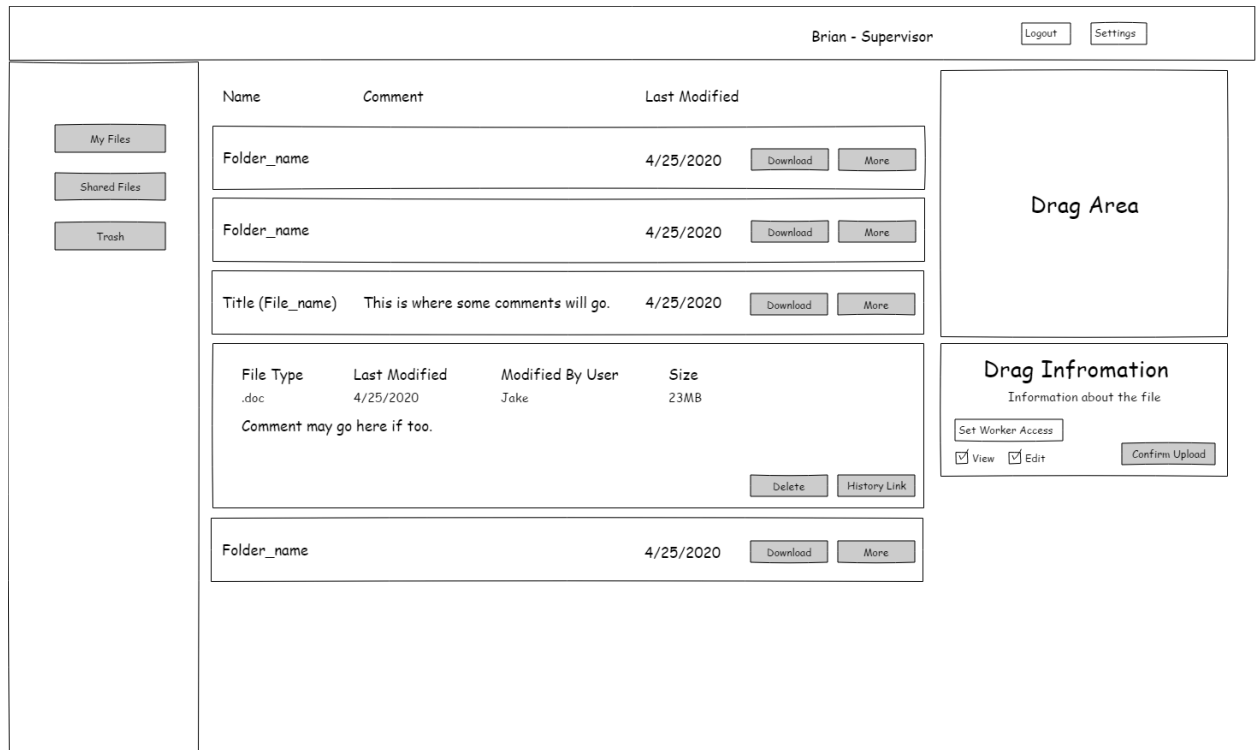 Brian - Supervisor
Logout
Settings
My Files
Shared Files
Trash
Name Comment Last Modified
Folder_name 4/25/2020 Download More
Folder_name 4/25/2020 Download More
Title (File_name) This is where some comments will go. 4/25/2020 Download More
File Type Last Modified Modified By User Size
.doc 4/25/2020 Jake 23MB
Comment may go here if too.
Delete History Link
Folder_name 4/25/2020 Download More
Drag Area
Drag Infromation
Information about the file
Set Worker Access
View Edit
Confirm Upload